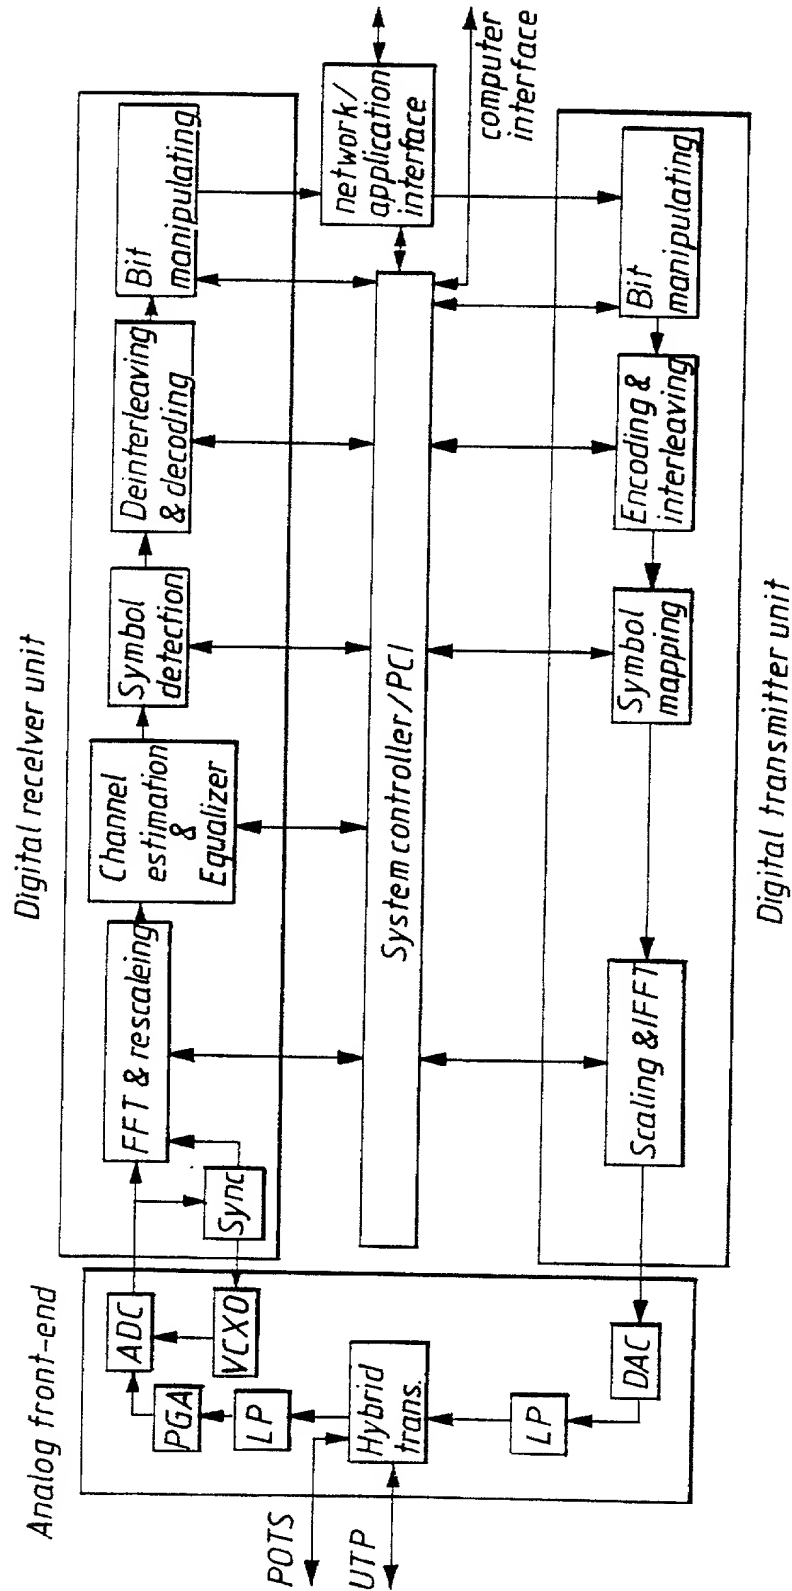 Analog front-end
Digital recelver unit
ADC
PGA
LP
VCXO
Sync
FFT & rescaleing
Channel
estimation
&
Equalizer
Symbol
detection
Deinterleaving
& decoding
Bit
manipulating
POTS
UTP
Hybrid
trans.
System controller/PCI
network/
application
interface
computer
interface
LP
DAC
Scaling &IFFT
Symbol
mapping
Encoding &
interleaving
Bit
manipulating
Digital transmitter unit